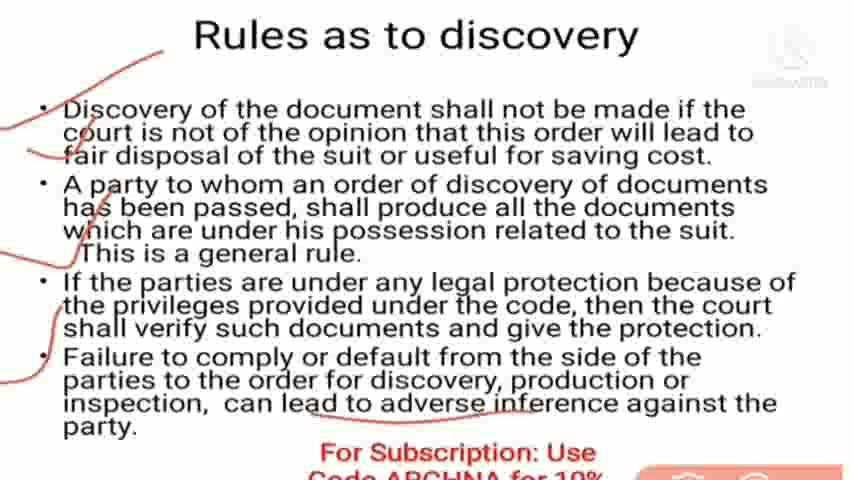 Rules as to discovery
• Discovery of the document shall not be made if the
court is not of the opinion that this order will lead to
fair disposal of the suit or useful for saving cost.
• A party to whom an order of discovery of documents
has been passed, shall produce all the documents
which are under his possession related to the suit.
This is a general rule.
• If the parties are under any legal protection because of
the privileges provided under the code, then the court
shall verify such documents and give the protection.
• Failure to comply or default from the side of the
parties to the order for discovery, production or
inspection, can lead to adverse inference against the
party.
For Subscription: Use
Code ARCHNA for 10%